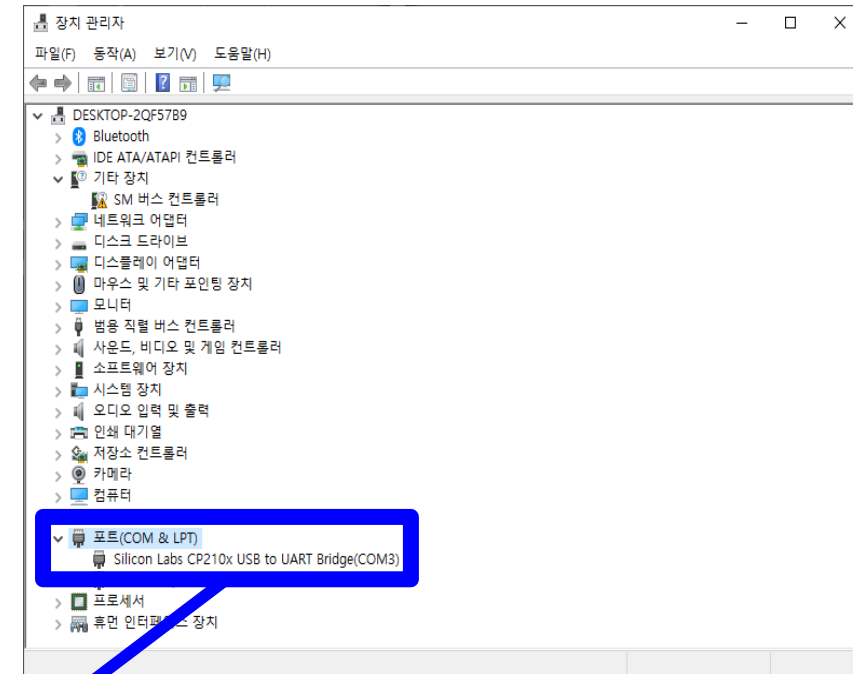 장치 관리자
파일(F) 동작(A) 보기(V) 도움말(H)
DESKTOP-2QF57B9
Bluetooth
IDE ATA/ATAPI 컨트롤러
기타 장치
SM 버스 컨트롤러
네트워크 어댑터
디스크 드라이브
디스플레이 어댑터
마우스 및 기타 포인팅 장치
모니터
범용 직렬 버스 컨트롤러
사운드, 비디오 및 게임 컨트롤러
소프트웨어 장치
시스템 장치
오디오 입력 및 출력
인쇄 대기열
저장소 컨트롤러
카메라
컴퓨터
포트(COM & LPT)
Silicon Labs CP210x USB to UART Bridge(COM3)
프로세서
휴먼 인터페이스 장치